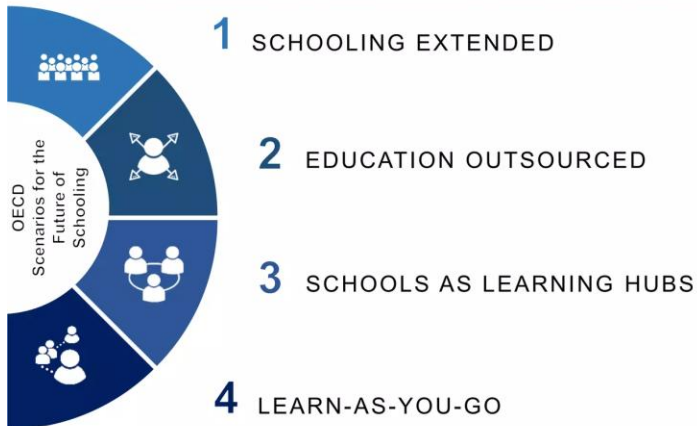 1 SCHOOLING EXTENDED
2 EDUCATION OUTSOURCED
OECD
Scenarios for the
Future of
Schooling
3 SCHOOLS AS LEARNING HUBS
4 LEARN-AS-YOU-GO